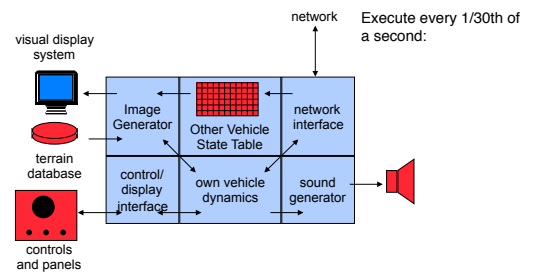 network
Execute every 1/30th of
a second:
visual display
system
Image
Generator
Other Vehicle
State Table
network
interface
terrain
database
control/
display
interface
own vehicle
dynamics
sound
generator
controls
and panels